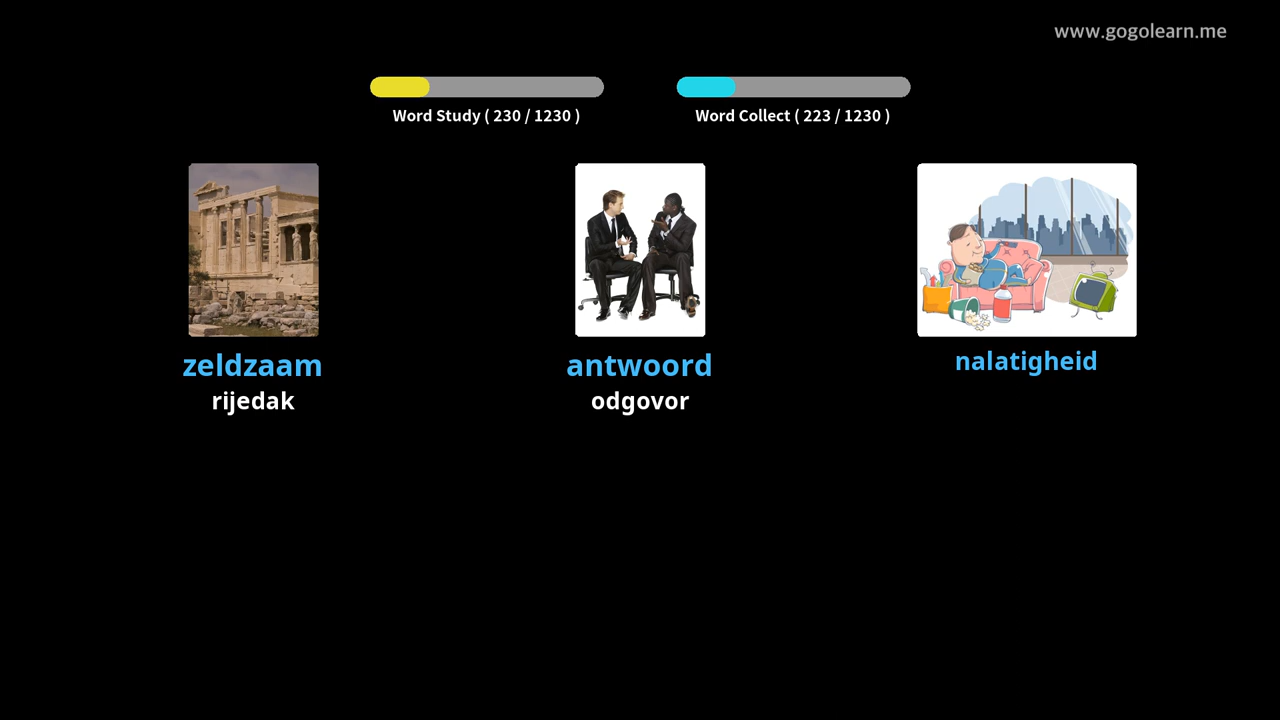 www.gogolearn.me
Word Study ( 230 / 1230 )
Word Collect ( 223 / 1230 )
zeldzaam
rijedak
antwoord
odgovor
nalatigheid